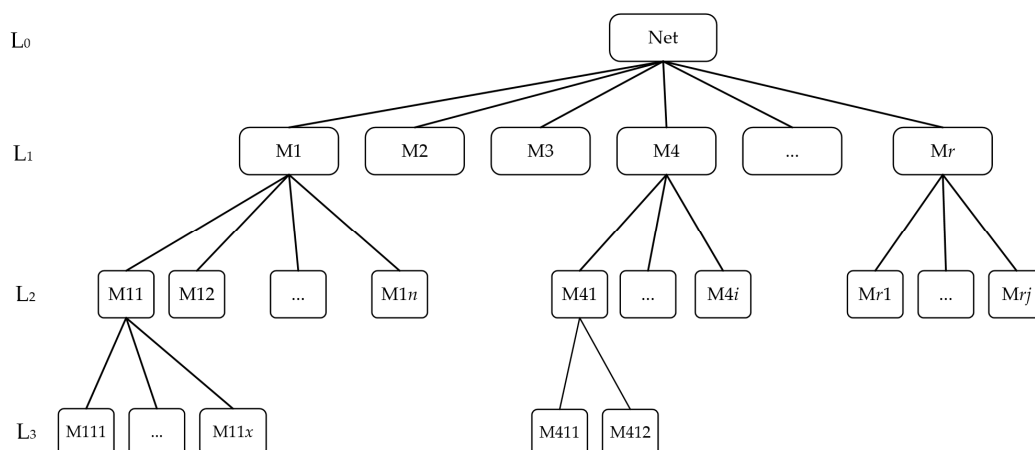 L0 Net
L1 M1 M2 M3 M4 ... Mr
L2 M11 M12 ... M1n M41 ... M4i Mr1 ... Mrj
L3 M111 ... M11x M411 M412